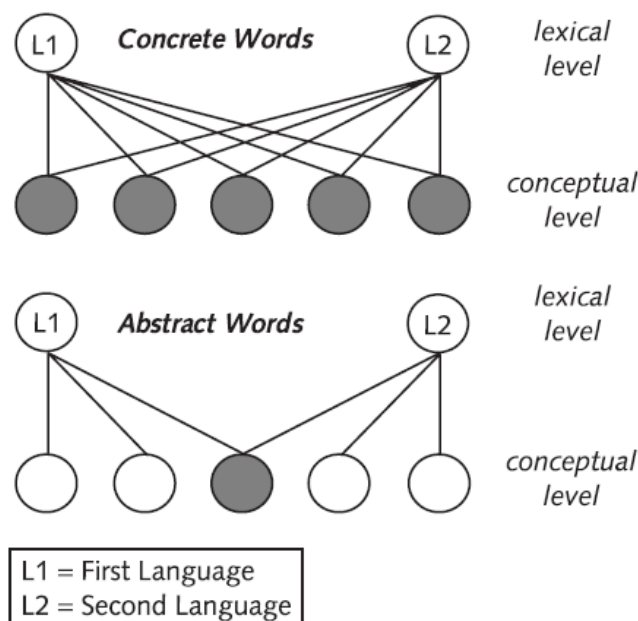 L1 Concrete Words L2 lexical level
conceptual level
L1 Abstract Words L2 lexical level
conceptual level
L1 = First Language
L2 = Second Language